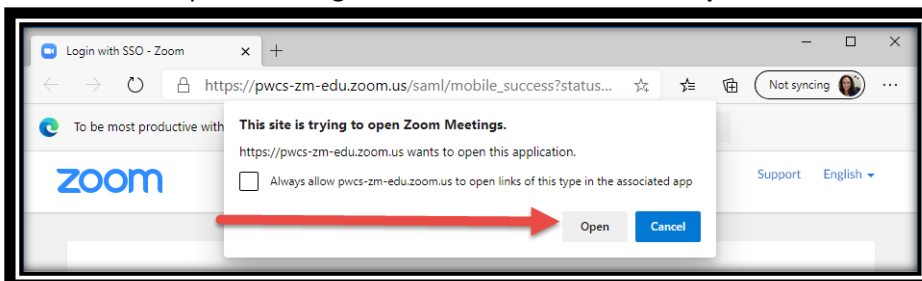 Login with SSO - Zoom
https://pwcs-zm-edu.zoom.us/saml/mobile_success?status...
Not syncing
To be most productive with
This site is trying to open Zoom Meetings.
https://pwcs-zm-edu.zoom.us wants to open this application.
Always allow pwcs-zm-edu.zoom.us to open links of this type in the associated app
Open Cancel
zoom
Support English